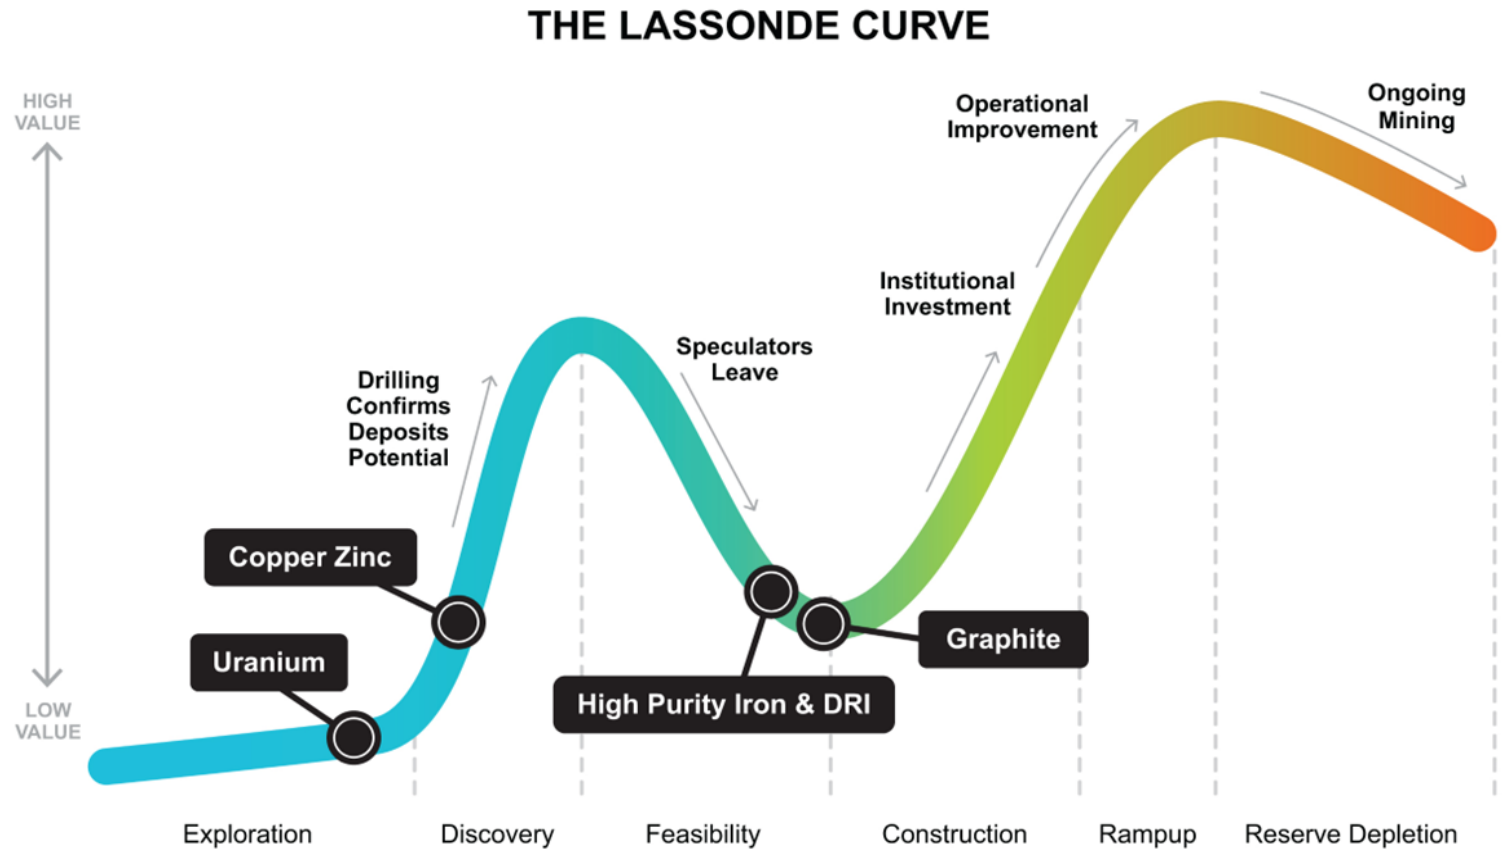 THE LASSONDE CURVE
HIGH
VALUE
Operational
Improvement
Ongoing
Mining
Institutional
Investment
Speculators
Leave
Drilling
Confirms
Deposits
Potential
Copper Zinc
Uranium
Graphite
High Purity Iron & DRI
LOW
VALUE
Exploration
Discovery
Feasibility
Construction
Rampup
Reserve Depletion